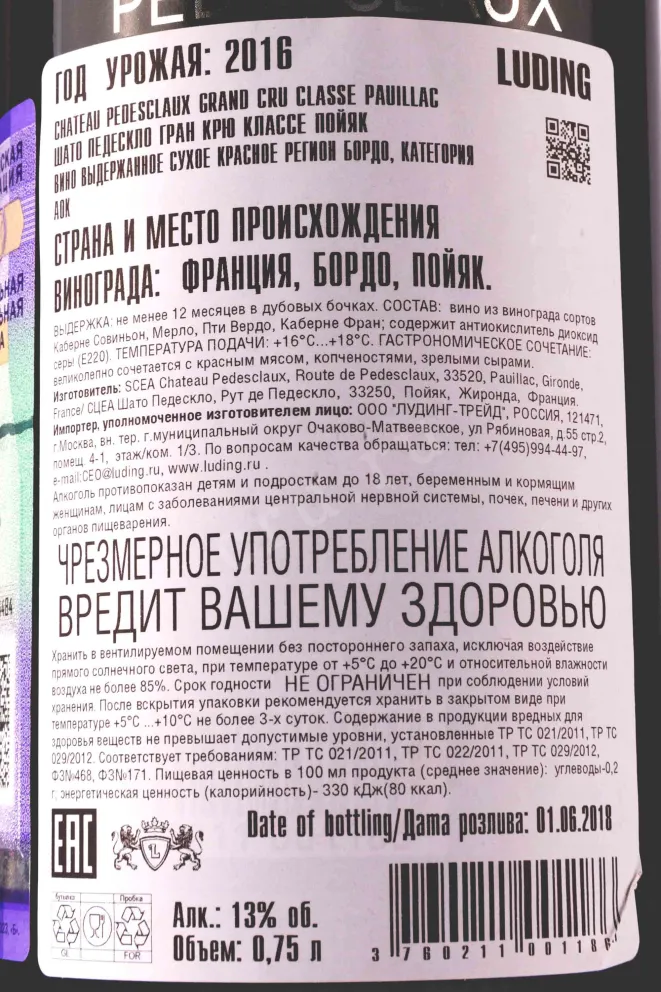 PE
UX
ГОД УРОЖАЯ: 2016
LUDING
CHATEAU PEDESCLAUX GRAND CRU CLASSE PAUILLAC
ШАТО ПЕДЕСКЛО ГРАН КРЮ КЛАССЕ ПОЙЯК
ВИНО ВЫДЕРЖАННОЕ СУХОЕ КРАСНОЕ РЕГИОН БОРДО, КАТЕГОРИЯ
АОК
СТРАНА И МЕСТО ПРОИСХОЖДЕНИЯ
ВИНОГРАДА: ФРАНЦИЯ, БОРДО, ПОЙЯК.
ВЫДЕРЖКА: не менее 12 месяцев в дубовых бочках. СОСТАВ: вино из винограда сортов
Каберне Совиньон, Мерло, Пти Вердо, Каберне Фран; содержит антиокислитель диоксид
серы (Е220). ТЕМПЕРАТУРА ПОДАЧИ: +16°С...+18°С. ГАСТРОНОМИЧЕСКОЕ СОЧЕТАНИЕ:
великолепно сочетается с красным мясом, копченостями, зрелыми сырами.
Изготовитель: SCEA Chateau Pedesclaux, Route de Pedesclaux, 33520, Pauillac, Gironde,
France/ СЦЕА Шато Педескло, Рут де Педескло, 33250, Пойяк, Жиронда, Франция.
Импортер, уполномоченное изготовителем лицо: ООО "ЛУДИНГ-ТРЕЙД", РОССИЯ, 121471,
г Москва, вн. тер. г.муниципальный округ Очаково-Матвеевское, ул Рябиновая, д.55 стр.2,
помещ. 4-1, этаж/ком. 1/3. По вопросам качества обращаться: тел: +7(495)994-44-97,
e-mail:CEO@luding.ru, www.luding.ru .
Алкоголь противопоказан детям и подросткам до 18 лет, беременным и кормящим
женщинам, лицам с заболеваниями центральной нервной системы, почек, печени и других
органов пищеварения.
ЧРЕЗМЕРНОЕ УПОТРЕБЛЕНИЕ АЛКОГОЛЯ
ВРЕДИТ ВАШЕМУ ЗДОРОВЬЮ
Хранить в вентилируемом помещении без постороннего запаха, исключая воздействие
прямого солнечного света, при температуре от +5°С до +20°С и относительной влажности
воздуха не более 85%. Срок годности НЕ ОГРАНИЧЕН при соблюдении условий
хранения. После вскрытия упаковки рекомендуется хранить в закрытом виде при
температуре +5°С ...+10°С не более 3-х суток. Содержание в продукции вредных для
здоровья веществ не превышает допустимые уровни, установленные ТР ТС 021/2011, ТР ТС
029/2012. Соответствует требованиям: ТР ТС 021/2011, ТР ТС 022/2011, ТР ТС 029/2012,
ФЗ№468, ФЗ№171. Пищевая ценность в 100 мл продукта (среднее значение): углеводы-0,2
г, энергетическая ценность (калорийность)- 330 кДж(80 ккал).
EAC
Date of bottling/Дата розлива: 01.06.2018
бутылка
Пробка
GL
FOR
Алк.: 13% об.
Объем: 0,75 л
3 760211 00118